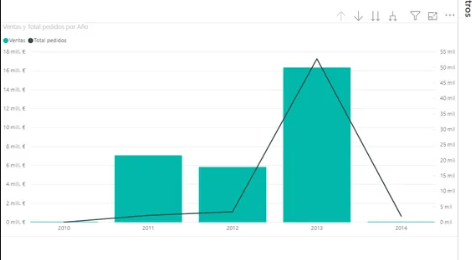 tros
Ventas y Total pedidos por Año
Ventas Total pedidos
18 mill. €
16 mill. €
14 mill. €
12 mill. €
10 mill. €
8 mill. €
6 mill. €
4 mill. €
2 mill. €
0 mill. €
55 mil
50 mil
45 mil
40 mil
35 mil
30 mil
25 mil
20 mil
15 mil
10 mil
5 mil
0 mil
2010 2011 2012 2013 2014